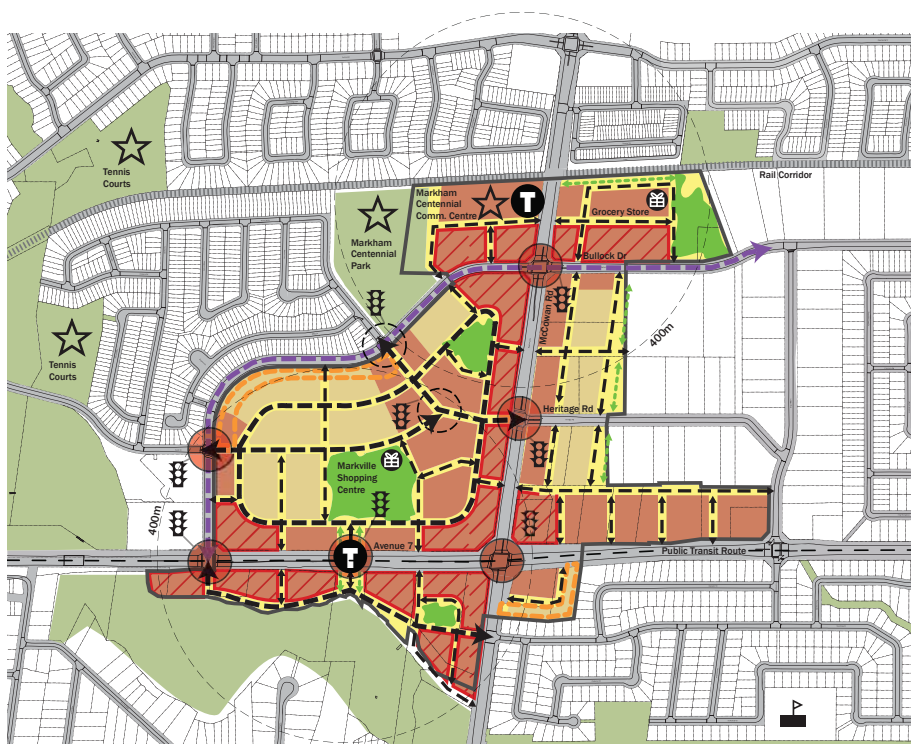 Tennis
Courts
Rail Corridor
Markham
Centennial
Comm. Centre
T
Grocery Store
Markham
Centennial
Park
Bullock Dr
McCowan Rd
400m
Tennis
Courts
Heritage Rd
Markville
Shopping
Centre
400m
Avenue 7
T
Public Transit Route